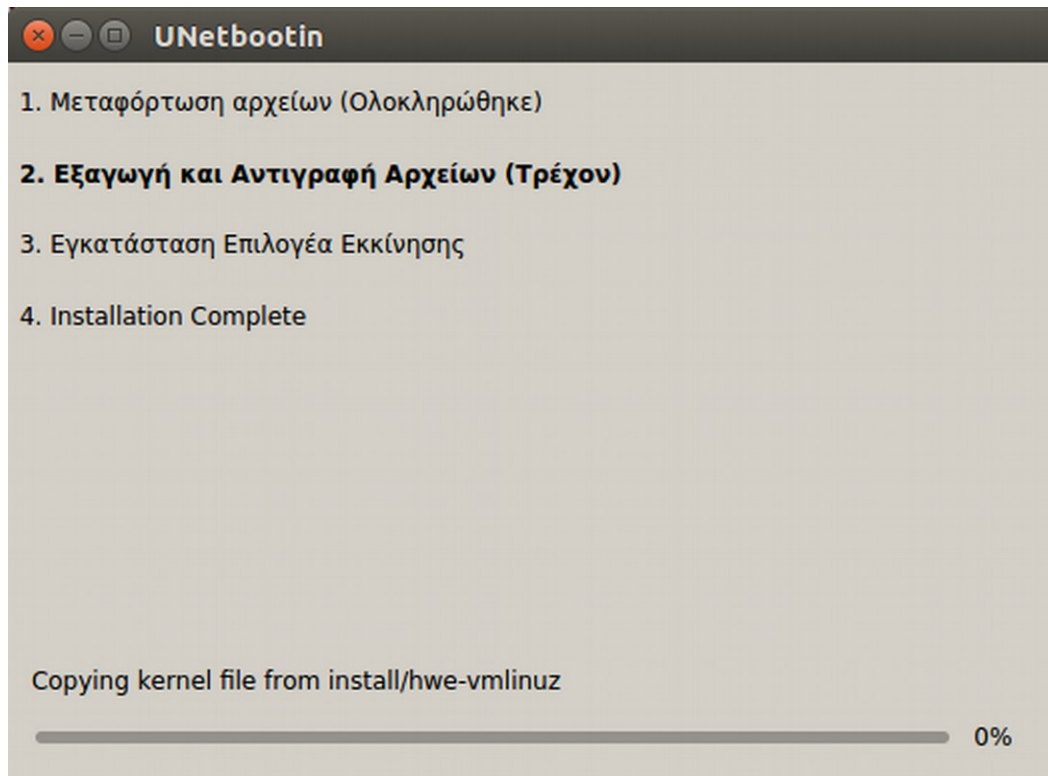 UNetbootin
1. Μεταφόρτωση αρχείων (Ολοκληρώθηκε)
2. Εξαγωγή και Αντιγραφή Αρχείων (Τρέχον)
3. Εγκατάσταση Επιλογέα Εκκίνησης
4. Installation Complete
Copying kernel file from install/hwe-vmlinuz
0%